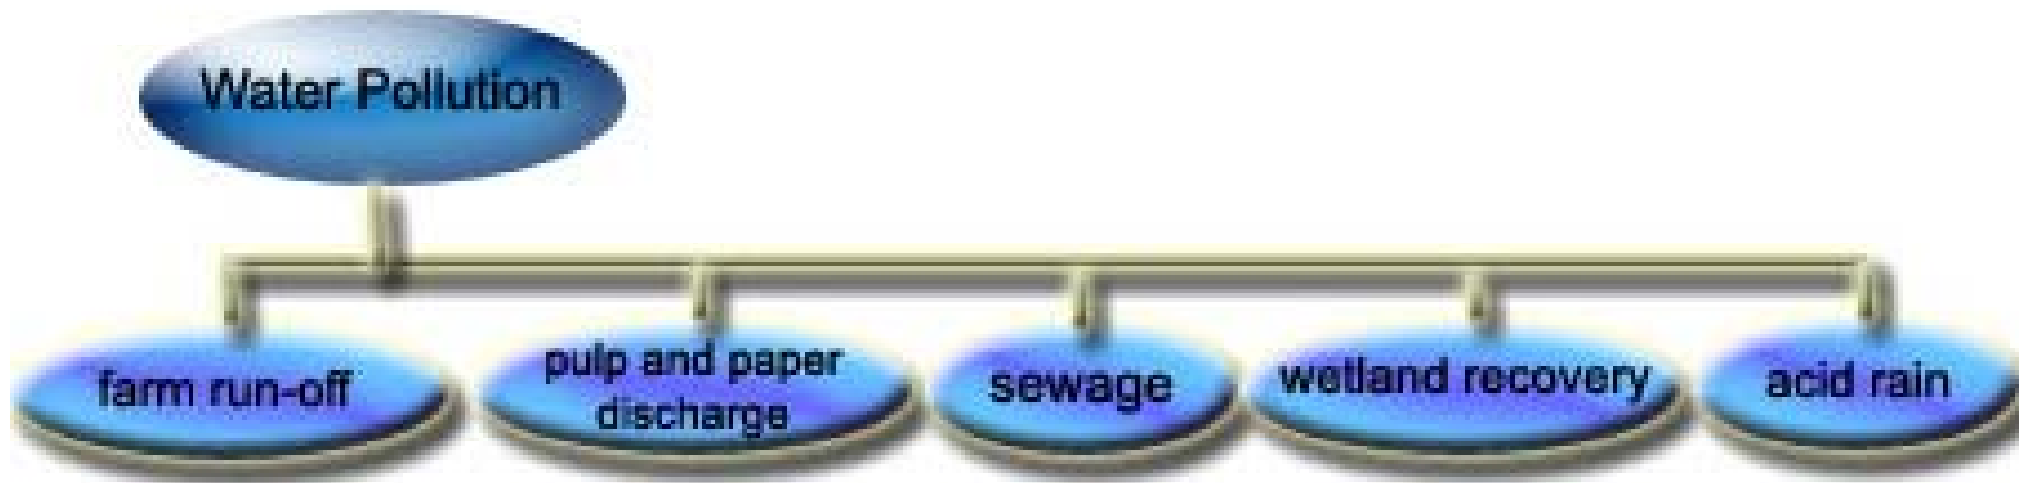 Water Pollution
farm run-off
pulp and paper
discharge
sewage
wetland recovery
acid rain